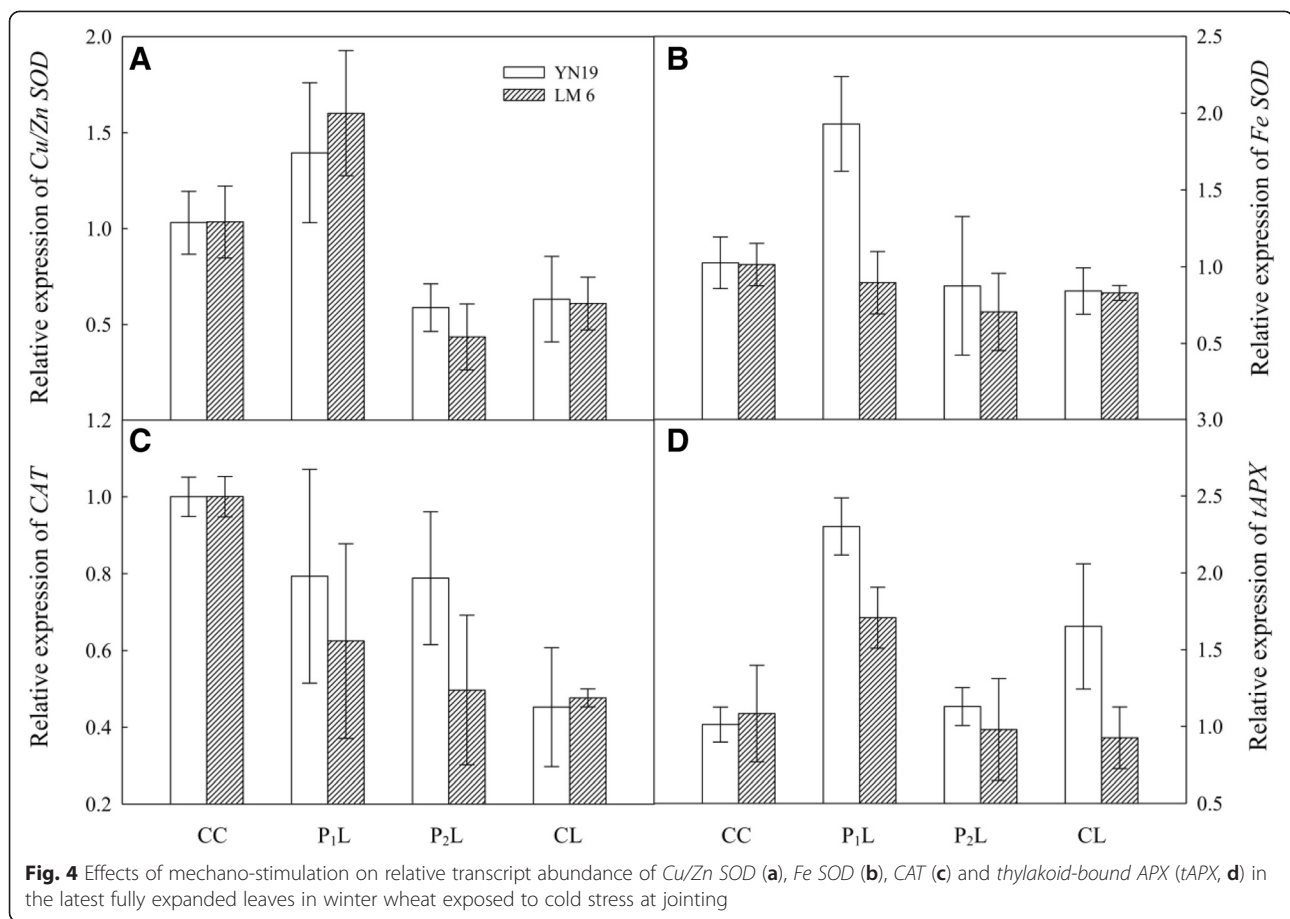 A
B
YN19
LM 6
Relative expression of Cu/Zn SOD
2.0
1.5
1.0
0.5
1.2
Relative expression of Fe SOD
2.5
2.0
1.5
1.0
0.5
3.0
C
D
Relative expression of CAT
1.0
0.8
0.6
0.4
0.2
Relative expression of tAPX
2.5
2.0
1.5
1.0
0.5
CC P₁L P₂L CL
CC P₁L P₂L CL
Fig. 4 Effects of mechano-stimulation on relative transcript abundance of Cu/Zn SOD (a), Fe SOD (b), CAT (c) and thylakoid-bound APX (tAPX, d) in
the latest fully expanded leaves in winter wheat exposed to cold stress at jointing